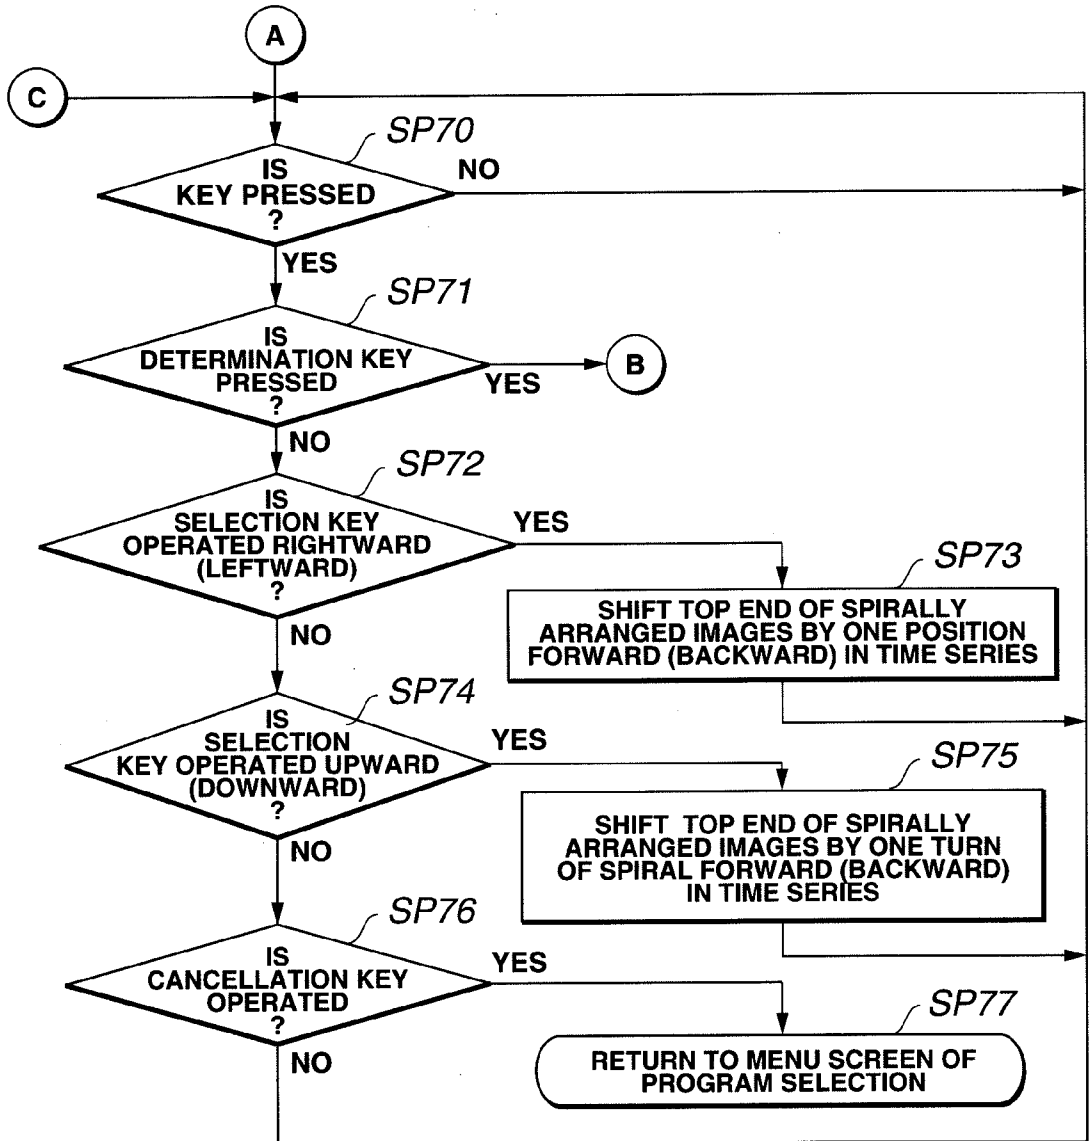 A
C
SP70
IS
KEY PRESSED
?
NO
YES
SP71
IS
DETERMINATION KEY
PRESSED
?
YES
B
NO
SP72
IS
SELECTION KEY
OPERATED RIGHTWARD
(LEFTWARD)
?
YES
SP73
SHIFT TOP END OF SPIRALLY
ARRANGED IMAGES BY ONE POSITION
FORWARD (BACKWARD) IN TIME SERIES
NO
SP74
IS
SELECTION
KEY OPERATED UPWARD
(DOWNWARD)
?
YES
SP75
SHIFT TOP END OF SPIRALLY
ARRANGED IMAGES BY ONE TURN
OF SPIRAL FORWARD (BACKWARD)
IN TIME SERIES
NO
SP76
IS
CANCELLATION KEY
OPERATED
?
YES
SP77
RETURN TO MENU SCREEN OF
PROGRAM SELECTION
NO